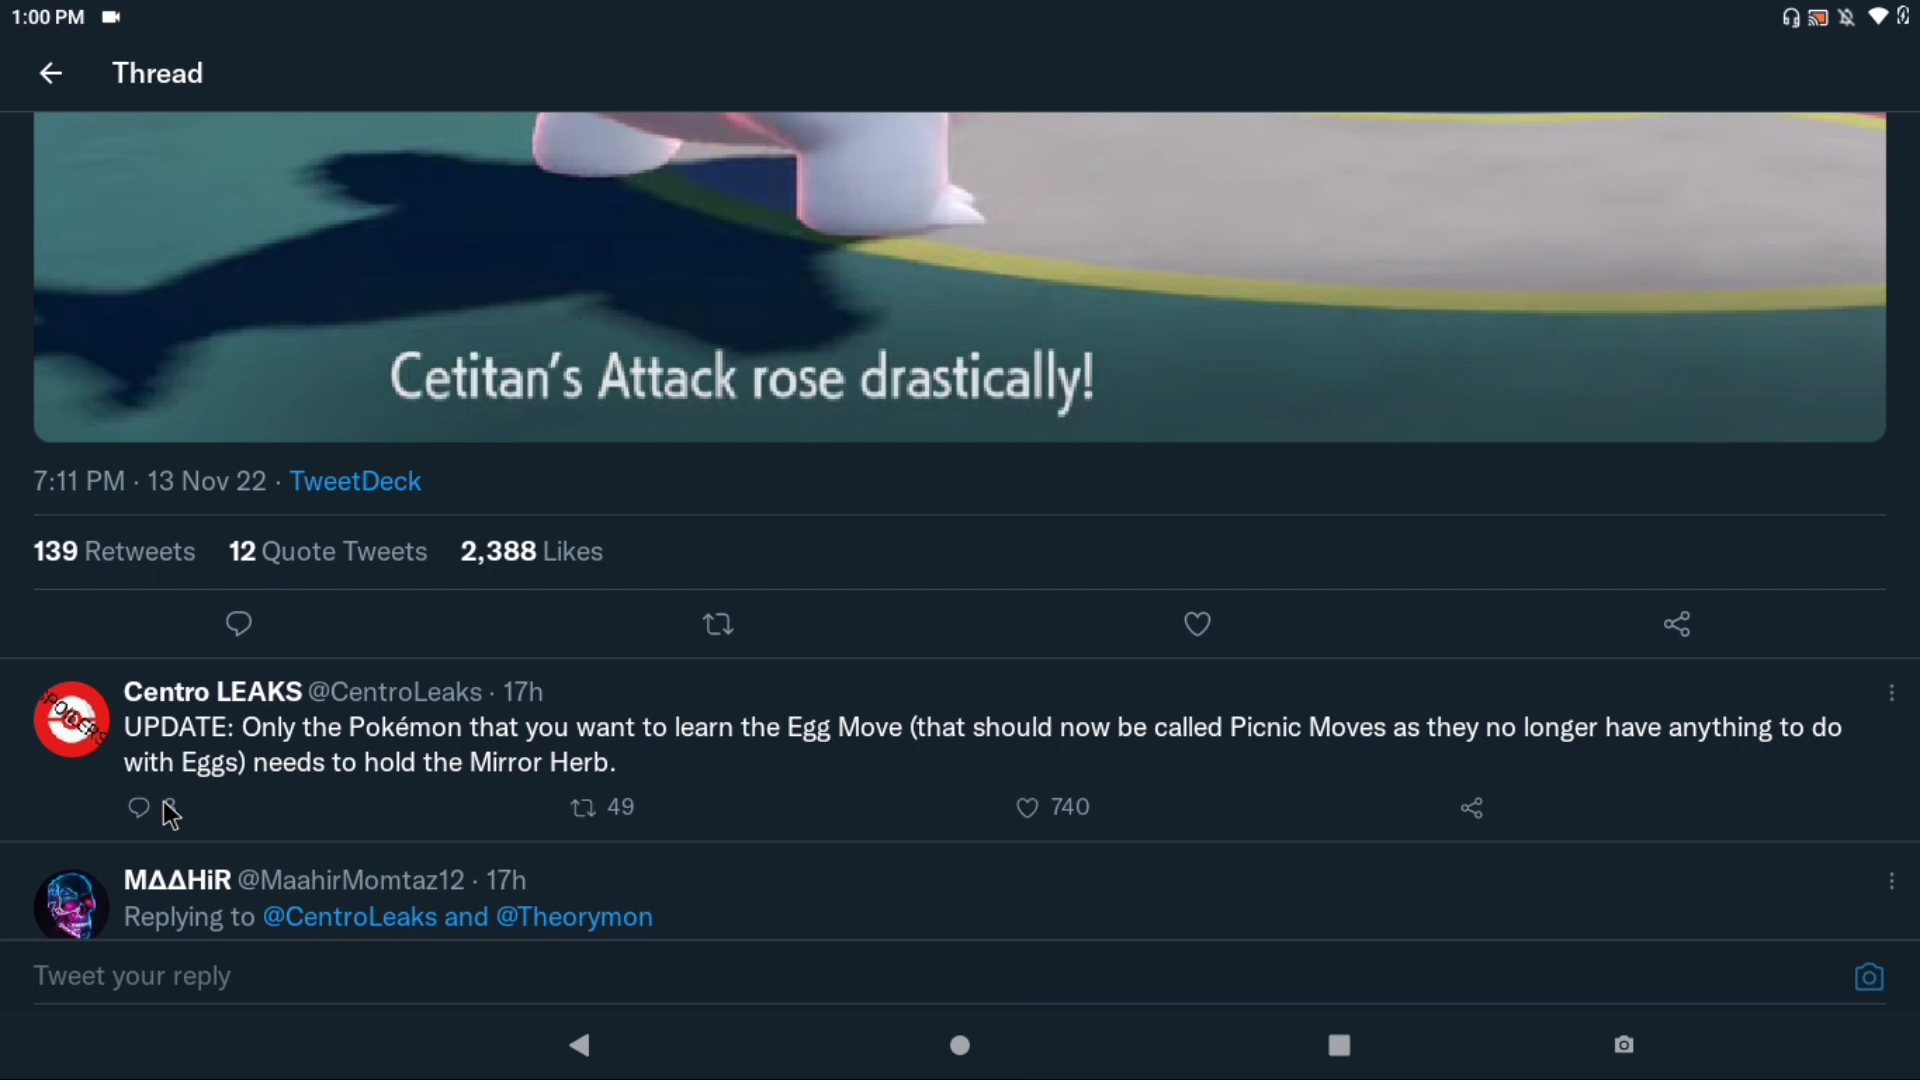 1:00 PM
Thread
Cetitan's Attack rose drastically!
7:11 PM · 13 Nov 22 · TweetDeck
139 Retweets 12 Quote Tweets 2,388 Likes
Centro LEAKS @CentroLeaks · 17h
UPDATE: Only the Pokémon that you want to learn the Egg Move (that should now be called Picnic Moves as they no longer have anything to do
with Eggs) needs to hold the Mirror Herb.
49 740
MΔΔHiR @MaahirMomtaz12 · 17h
Replying to @CentroLeaks and @Theorymon
Tweet your reply